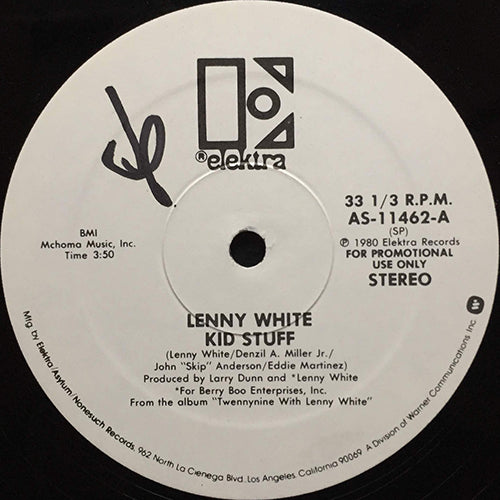 ®elektra
BMI
Mchoma Music, Inc.
Time 3:50
33 1/3 R.P.M.
AS-11462-A
(SP)
℗ 1980 Elektra Records
FOR PROMOTIONAL
USE ONLY
STEREO
LENNY WHITE
KID STUFF
(Lenny White/Denzil A. Miller Jr./
John "Skip" Anderson/Eddie Martinez)
Produced by Larry Dunn and *Lenny White
*For Berry Boo Enterprises, Inc.
From the album "Twennynine With Lenny White"
Mfg. by Elektra/Asylum/Nonesuch Records, 962 North La Cienega Blvd., Los Angeles, California 90069 A Division of Warner Communications Inc.